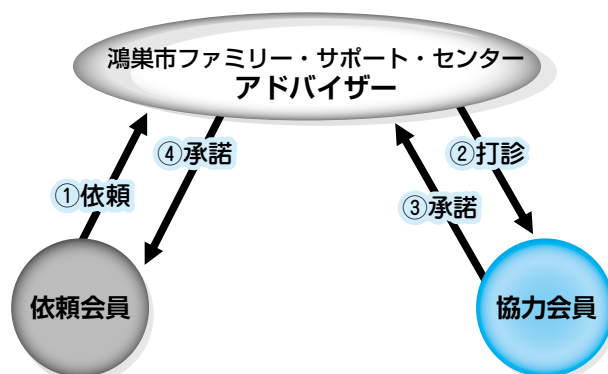 鴻巣市ファミリー・サポート・センター
アドバイザー
①依頼
④承諾
②打診
③承諾
依頼会員
協力会員